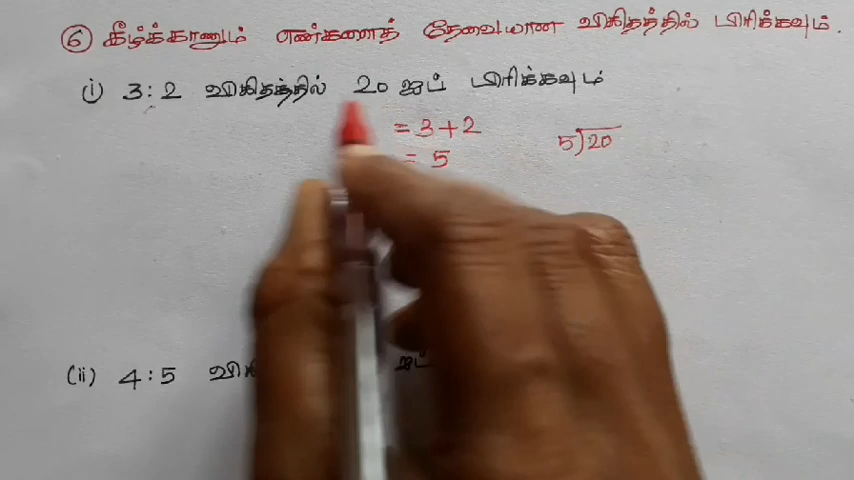 ⑥ கீழ்க்காணும் எண்களைத் தேவையான விகிதத்தில் பிரிக்கவும்.
i) 3:2 விகிதத்தில் 20 ஐப் பிரிக்கவும்
= 3+2 5)20
= 5
(ii) 4:5 ஐப்